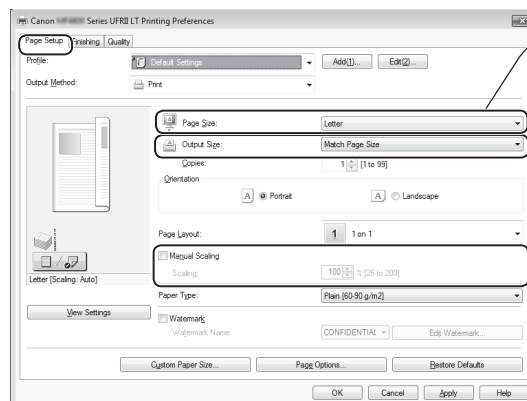 Canon Series UFRII LT Printing Preferences
Page Setup Finishing Quality
Profile: Default Settings Add(1)... Edit(2)...
Output Method: Print
Page Size: Letter
Output Size: Match Page Size
Copies: 1 [1 to 99]
Orientation
A Portrait A Landscape
Page Layout: 1 1 on 1
Manual Scaling
Scaling: 100 % [25 to 200]
Letter [Scaling: Auto]
Paper Type: Plain [60-90 g/m2]
View Settings
Watermark
Watermark Name: CONFIDENTIAL Edit Watermark...
Custom Paper Size... Page Options... Restore Defaults
OK Cancel Apply Help